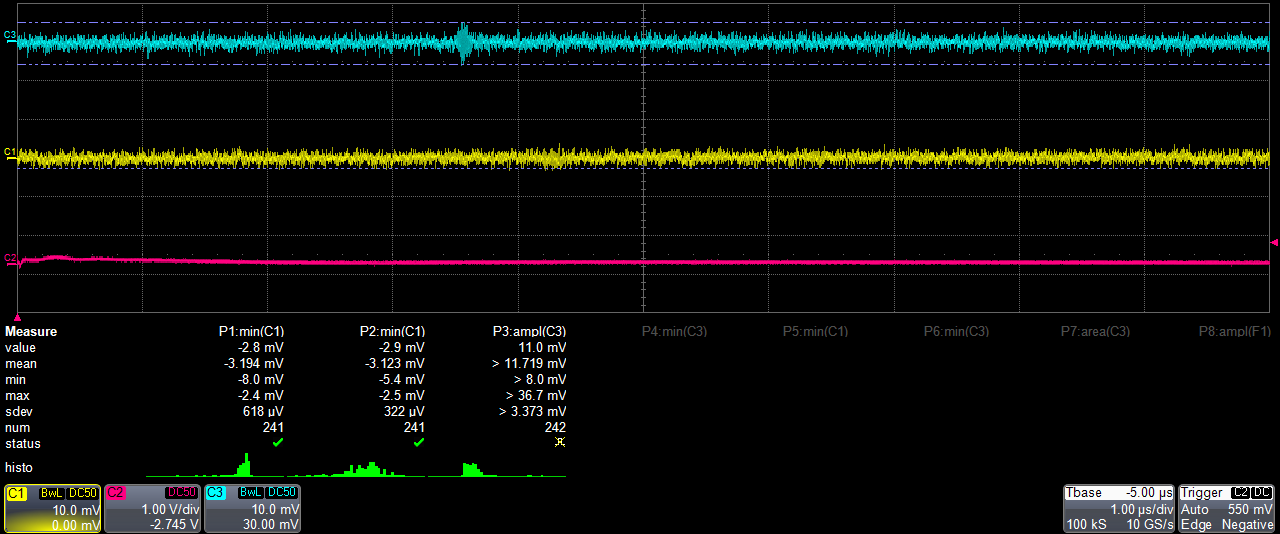 C3
C1
C2
Measure P1:min(C1) P2:min(C1) P3:ampl(C3) P4:min(C3) P5:min(C1) P6:min(C3) P7:area(C3) P8:ampl(F1)
value -2.8 mV -2.9 mV 11.0 mV
mean -3.194 mV -3.123 mV > 11.719 mV
min -8.0 mV -5.4 mV > 8.0 mV
max -2.4 mV -2.5 mV > 36.7 mV
sdev 618 µV 322 µV > 3.373 mV
num 241 241 242
status
histo
C1 BwL DC50 C2 DC50 C3 BwL DC50 Tbase -5.00 µs Trigger C2 DC
10.0 mV 1.00 V/div 10.0 mV 1.00 µs/div Auto 550 mV
0.00 mV -2.745 V 30.00 mV 100 kS 10 GS/s Edge Negative